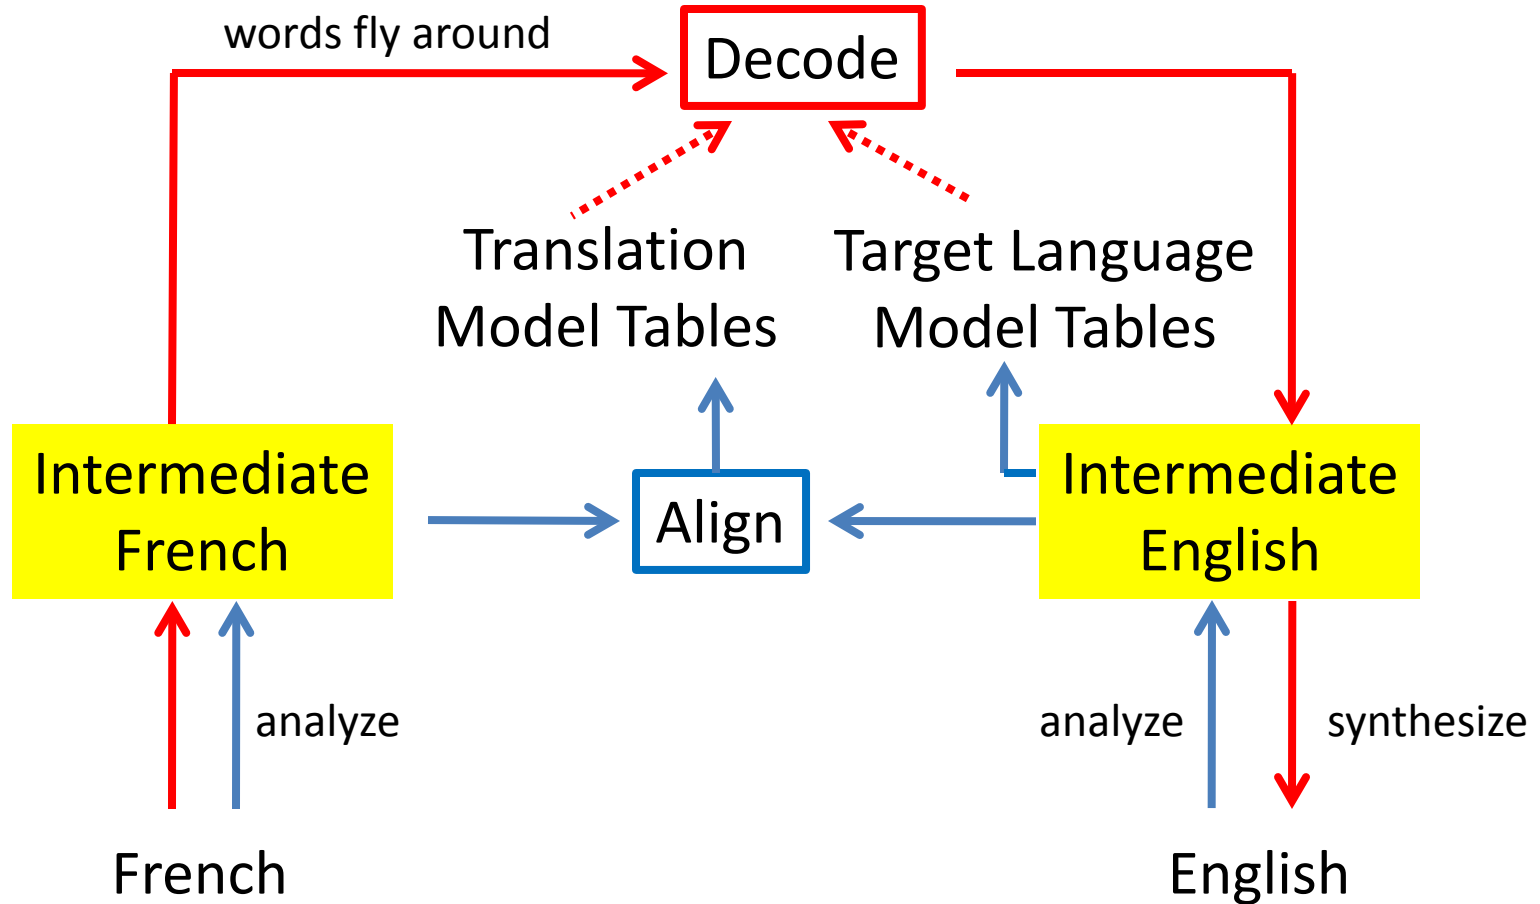 words fly around
Decode
Translation
Model Tables
Target Language
Model Tables
Intermediate
French
Align
Intermediate
English
analyze
analyze
synthesize
French
English